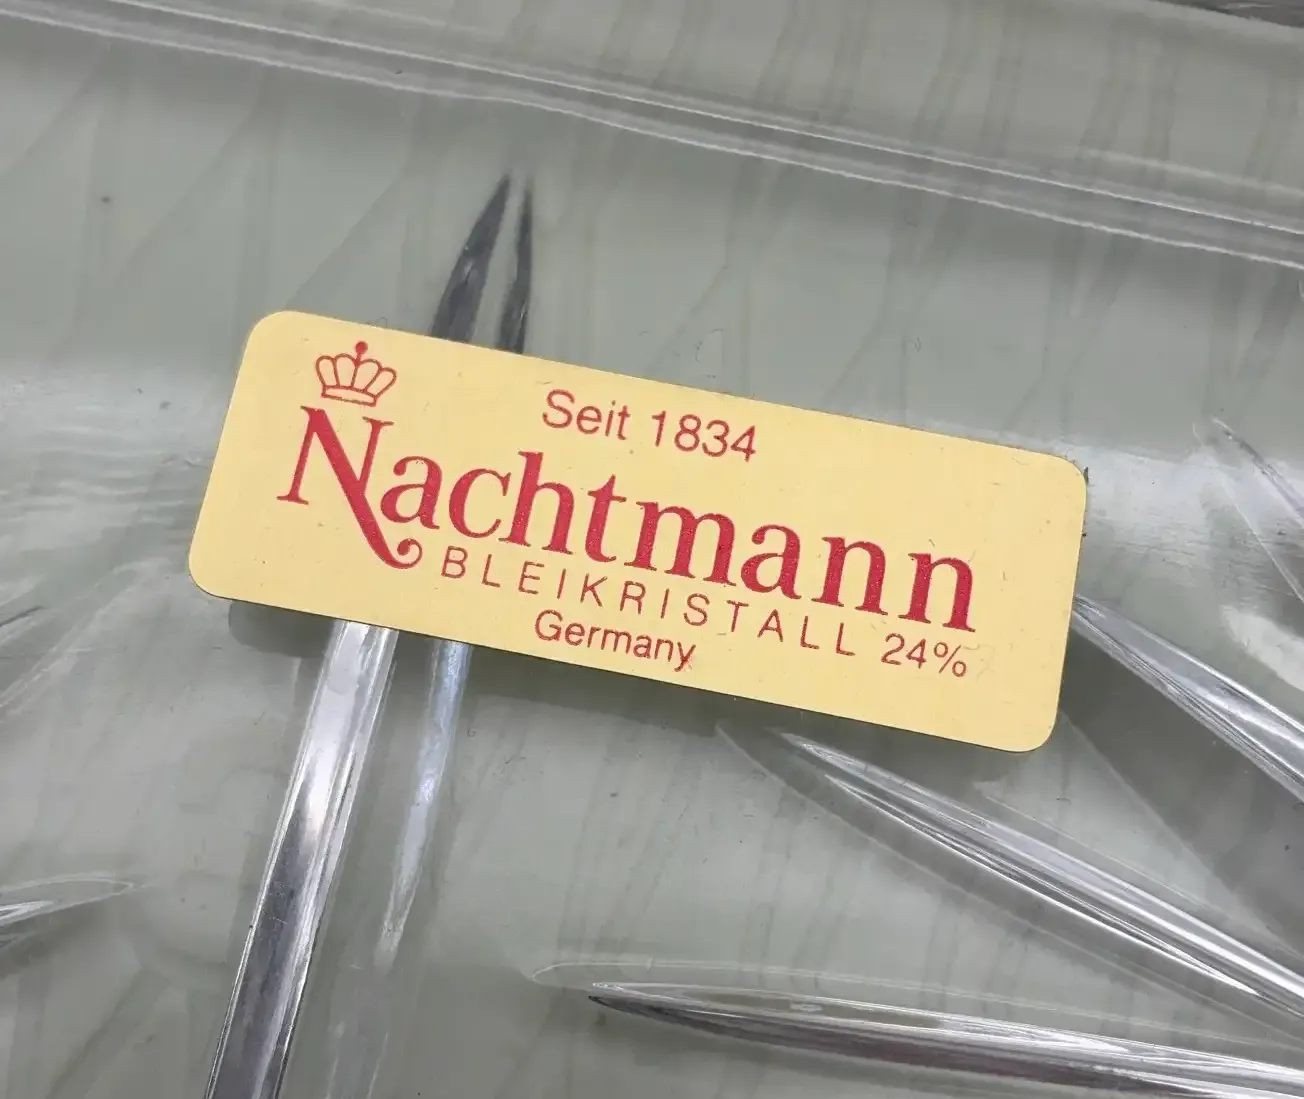 Seit 1834
Nachtmann
BLEIKRISTALL 24%
Germany